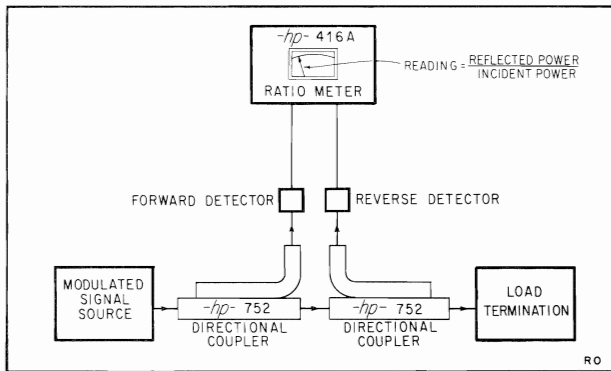 -hp- 416A
RATIO METER
READING = REFLECTED POWER
INCIDENT POWER
FORWARD DETECTOR
REVERSE DETECTOR
MODULATED
SIGNAL
SOURCE
-hp- 752
DIRECTIONAL
COUPLER
-hp- 752
DIRECTIONAL
COUPLER
LOAD
TERMINATION
RO